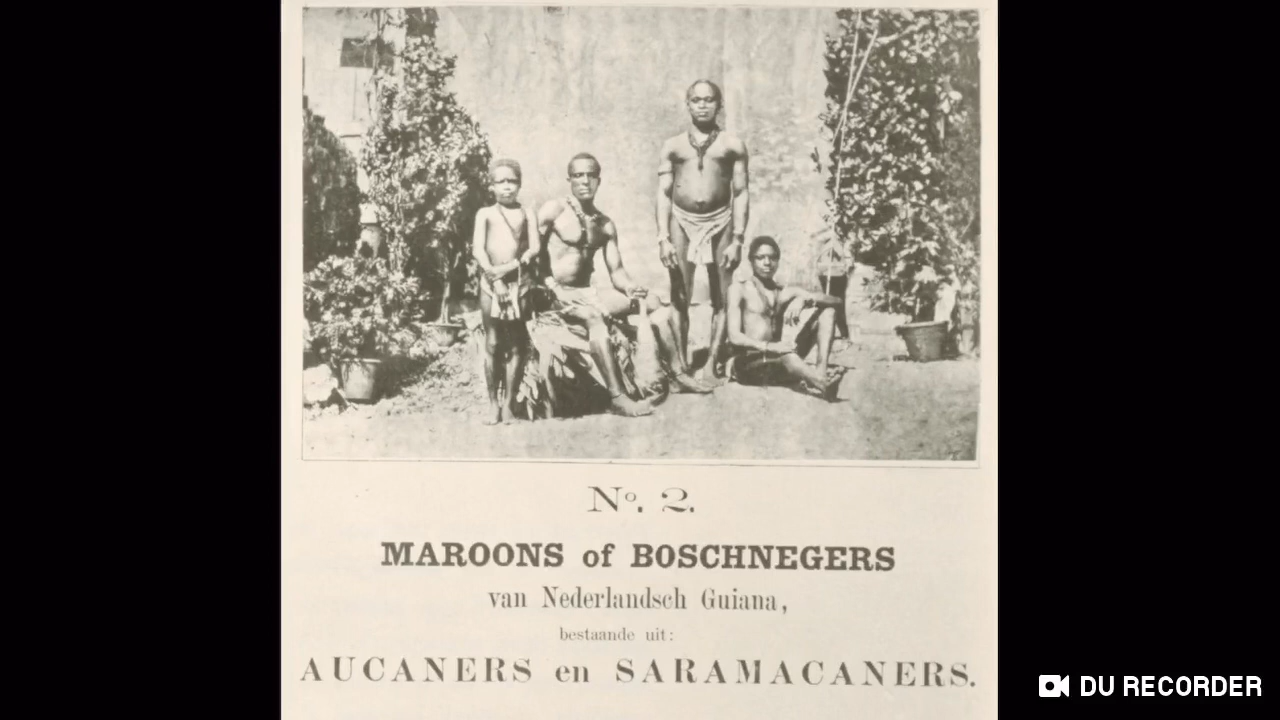 Nº. 2.
MAROONS of BOSCHNEGERS
van Nederlandsch Guiana,
bestaande uit:
AUCANERS en SARAMACANERS.
DU RECORDER